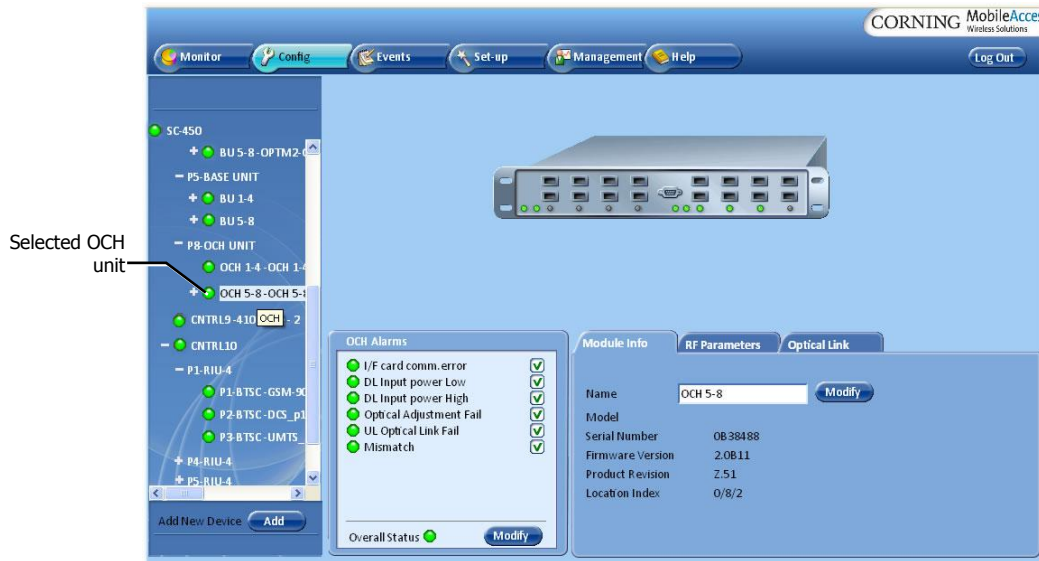 CORNING MobileAcce
Wireless Solutions
Monitor
Config
Events
Set-up
Management
Help
Log Out
SC-450
BU 5-8-OPTM2-
P5-BASE UNIT
BU 1-4
BU 5-8
P8-OCH UNIT
OCH 1-4 -OCH 1-4
OCH 5-8 -OCH 5-8
CNTRL9-410 OCH - 2
CNTRL10
P1-RIU-4
P1-BTSC-GSM-90
P2-BTSC-DCS_p1
P3-BTSC-UMTS_
P4-RIU-4
P5-RIU-4
Add New Device Add
Selected OCH
unit
OCH Alarms
I/F card comm.error
DL Input power Low
DL Input power High
Optical Adjustment Fail
UL Optical Link Fail
Mismatch
Overall Status
Modify
Module Info
RF Parameters
Optical Link
Name OCH 5-8 Modify
Model
Serial Number 0B38488
Firmware Version 2.0B11
Product Revision Z.51
Location Index 0/8/2